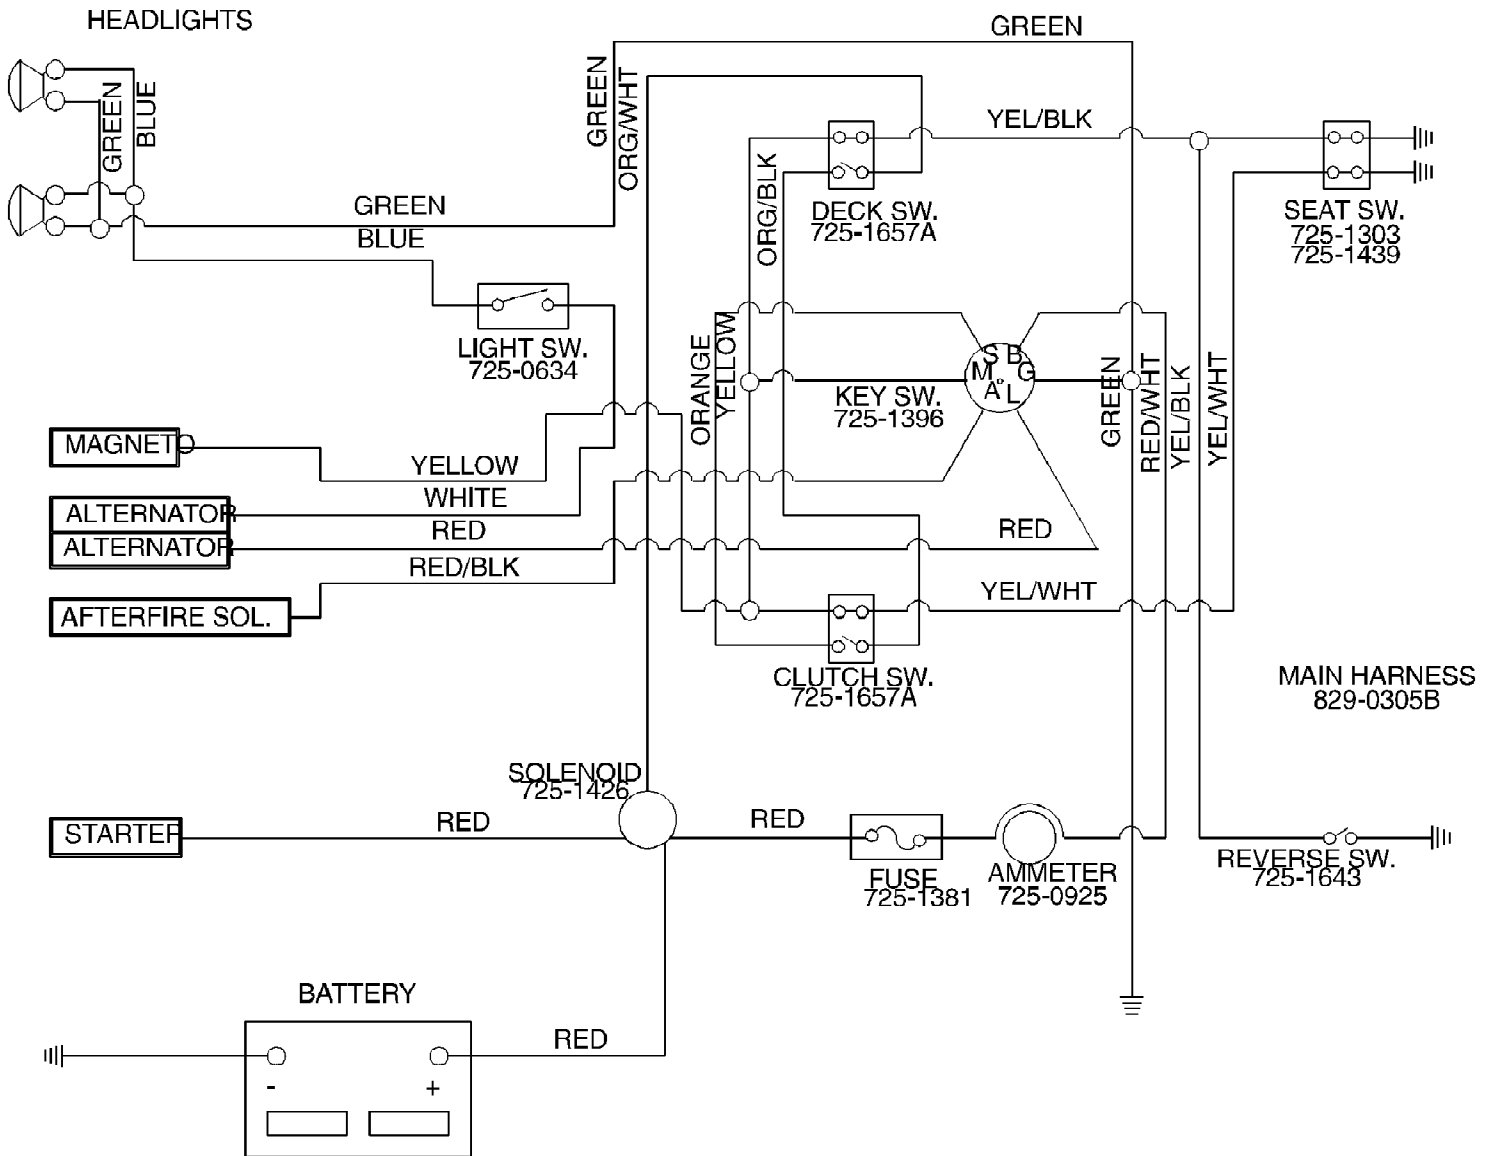 HEADLIGHTS
GREEN
GREEN
BLUE
GREEN
ORG/WHT
YEL/BLK
ORG/BLK
DECK SW.
725-1657A
SEAT SW.
725-1303
725-1439
GREEN
BLUE
LIGHT SW.
725-0634
ORANGE
YELLOW
S B
M G
A L
KEY SW.
725-1396
GREEN
RED/WHT
YEL/BLK
YEL/WHT
MAGNETO
YELLOW
WHITE
ALTERNATOR
RED
RED
ALTERNATOR
RED/BLK
YEL/WHT
AFTERFIRE SOL.
CLUTCH SW.
725-1657A
MAIN HARNESS
829-0305B
SOLENOID
725-1426
STARTER
RED
RED
FUSE
725-1381
AMMETER
725-0925
REVERSE SW.
725-1643
BATTERY
RED
- +